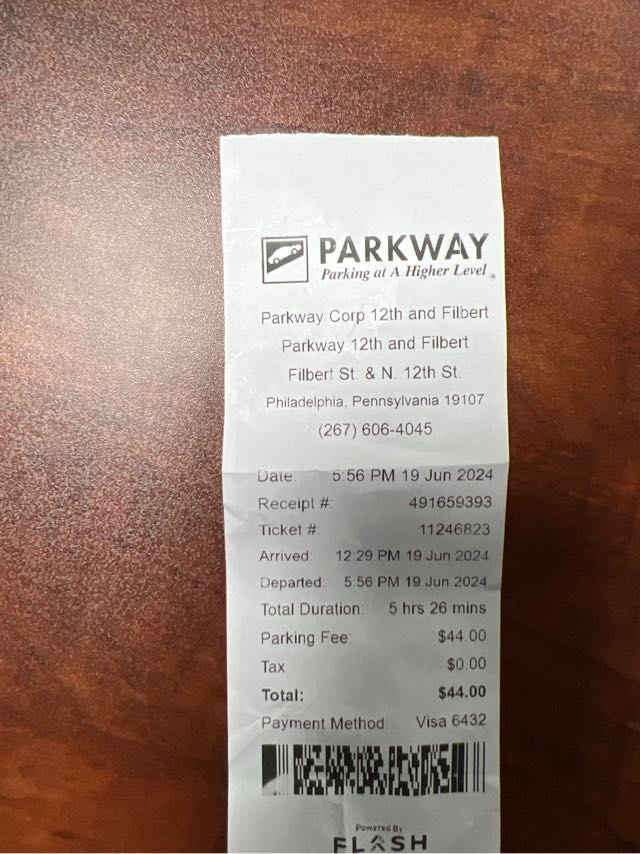 PARKWAY
Parking at A Higher Level
Parkway Corp 12th and Filbert
Parkway 12th and Filbert
Filbert St. & N. 12th St.
Philadelphia, Pennsylvania 19107
(267) 606-4045
Date: 5:56 PM 19 Jun 2024
Receipt #: 491659393
Ticket #: 11246823
Arrived: 12:29 PM 19 Jun 2024
Departed: 5:56 PM 19 Jun 2024
Total Duration: 5 hrs 26 mins
Parking Fee: $44.00
Tax $0.00
Total: $44.00
Payment Method: Visa 6432
Powered By
FLASH